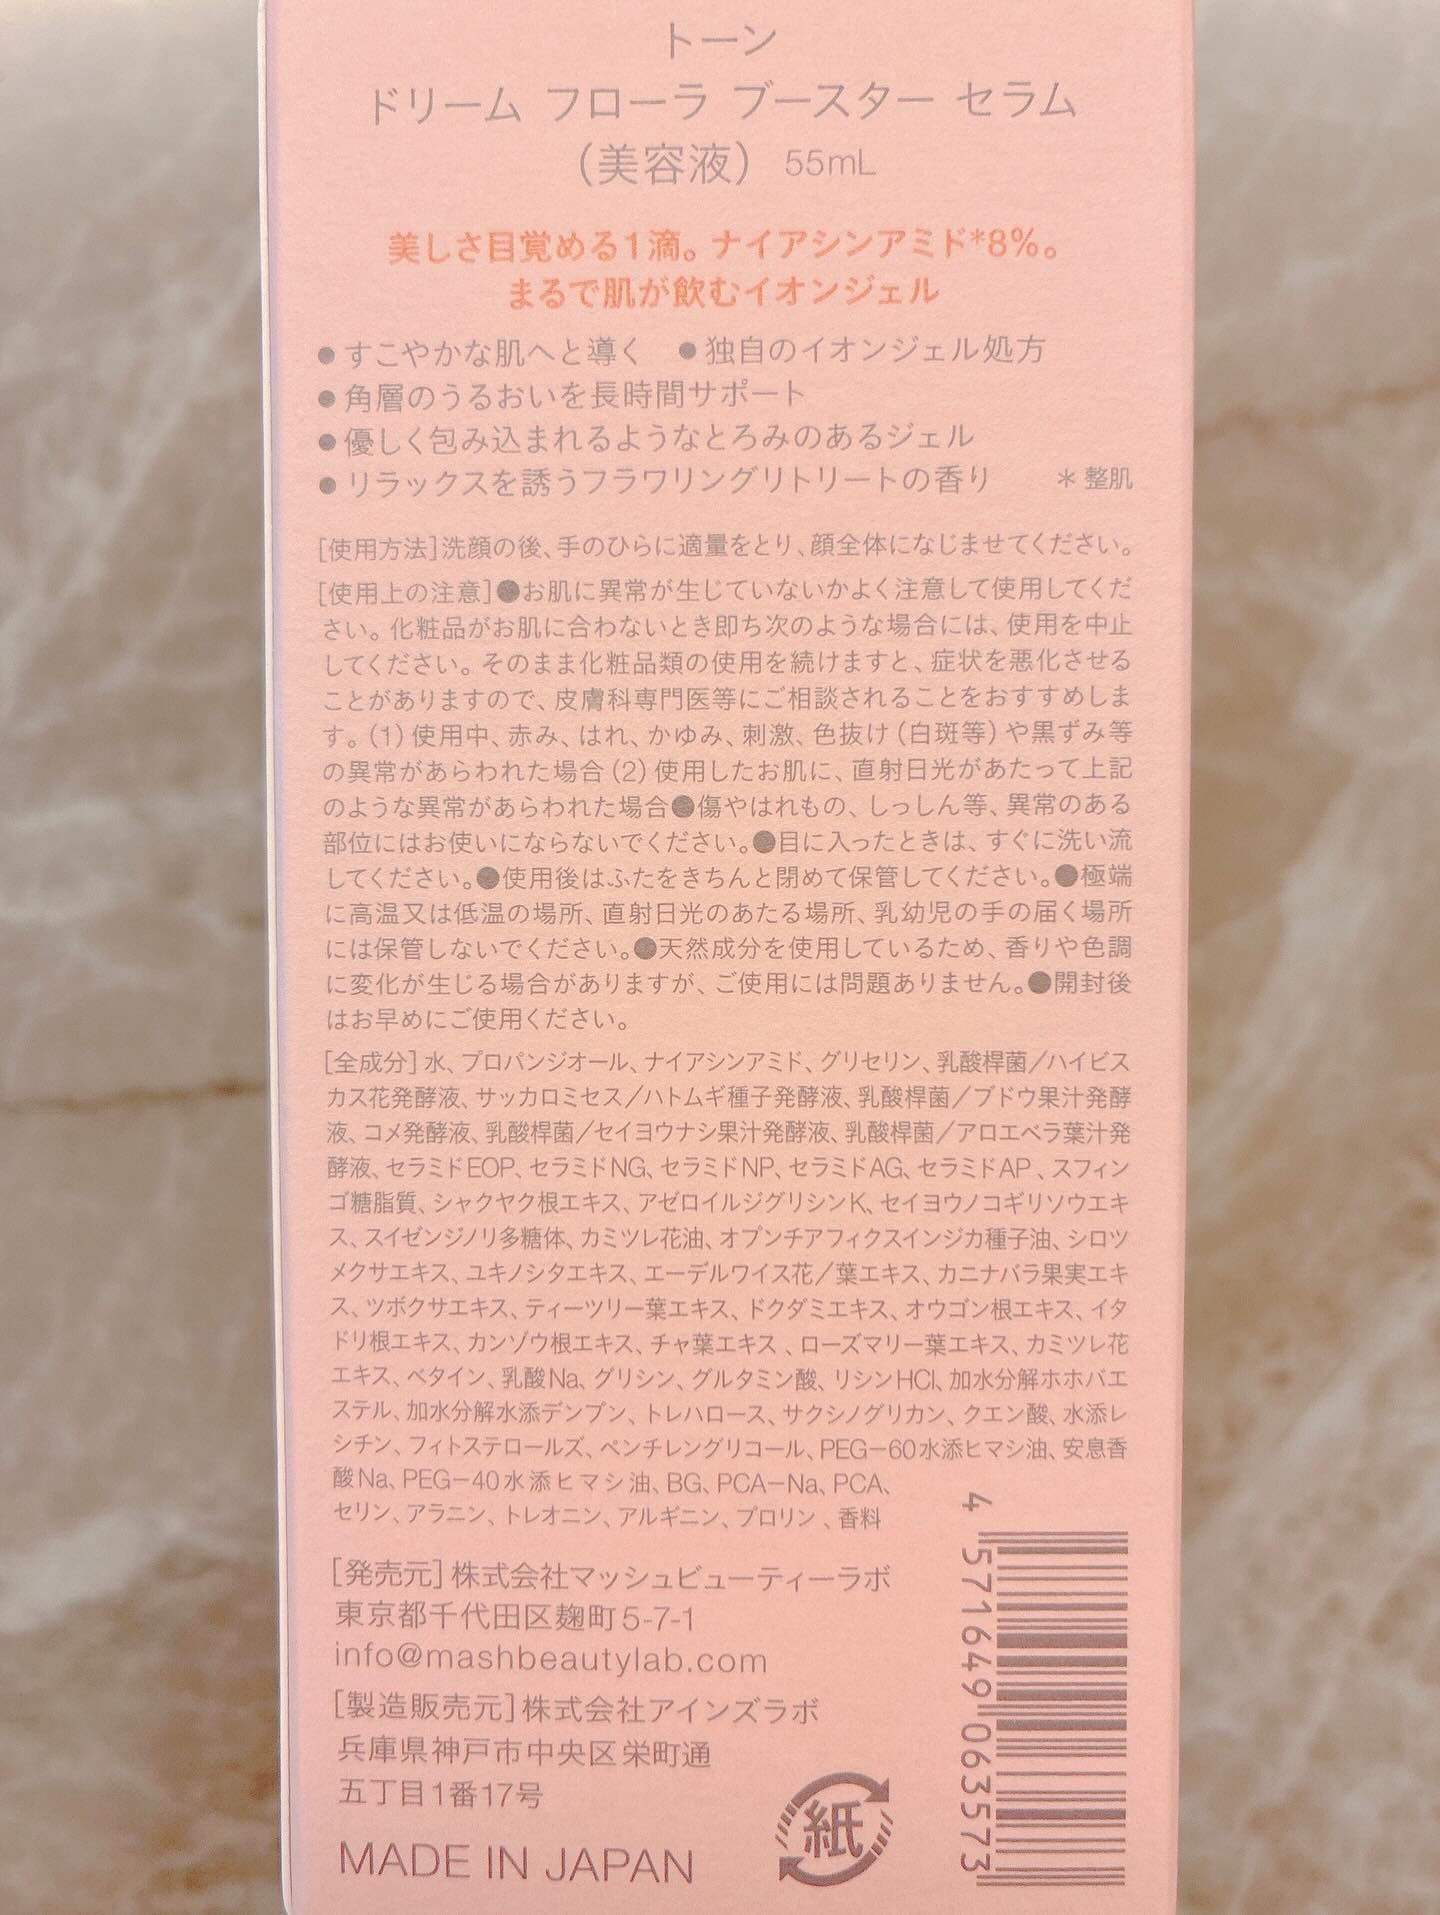 トーン
ドリーム フローラ ブースター セラム
（美容液） 55mL
美しさ目覚める1滴。ナイアシンアミド*8%。
まるで肌が飲むイオンジェル
●すこやかな肌へと導く ●独自のイオンジェル処方
●角層のうるおいを長時間サポート
●優しく包み込まれるようなとろみのあるジェル
●リラックスを誘うフラワリングリトリートの香り ＊整肌
［使用方法］洗顔の後、手のひらに適量をとり、顔全体になじませてください。
［使用上の注意］●お肌に異常が生じていないかよく注意して使用してくだ
さい。化粧品がお肌に合わないとき即ち次のような場合には、使用を中止
してください。そのまま化粧品類の使用を続けますと、症状を悪化させる
ことがありますので、皮膚科専門医等にご相談されることをおすすめしま
す。（1）使用中、赤み、はれ、かゆみ、刺激、色抜け（白斑等）や黒ずみ等
の異常があらわれた場合（2）使用したお肌に、直射日光があたって上記
のような異常があらわれた場合●傷やはれもの、しっしん等、異常のある
部位にはお使いにならないでください。●目に入ったときは、すぐに洗い流
してください。●使用後はふたをきちんと閉めて保管してください。●極端
に高温又は低温の場所、直射日光のあたる場所、乳幼児の手の届く場所
には保管しないでください。●天然成分を使用しているため、香りや色調
に変化が生じる場合がありますが、ご使用には問題ありません。●開封後
はお早めにご使用ください。
［全成分］水、プロパンジオール、ナイアシンアミド、グリセリン、乳酸桿菌／ハイビス
カス花発酵液、サッカロミセス／ハトムギ種子発酵液、乳酸桿菌／ブドウ果汁発酵
液、コメ発酵液、乳酸桿菌／セイヨウナシ果汁発酵液、乳酸桿菌／アロエベラ葉汁発
酵液、セラミドEOP、セラミドNG、セラミドNP、セラミドAG、セラミドAP、スフィン
ゴ糖脂質、シャクヤク根エキス、アゼロイルジグリシンK、セイヨウノコギリソウエキ
ス、スイゼンジノリ多糖体、カミツレ花油、オプンチアフィクスインジカ種子油、シロツ
メクサエキス、ユキノシタエキス、エーデルワイス花／葉エキス、カニナバラ果実エキ
ス、ツボクサエキス、ティーツリー葉エキス、ドクダミエキス、オウゴン根エキス、イタ
ドリ根エキス、カンゾウ根エキス、チャ葉エキス、ローズマリー葉エキス、カミツレ花
エキス、ベタイン、乳酸Na、グリシン、グルタミン酸、リシンHCl、加水分解ホホバエ
ステル、加水分解水添デンプン、トレハロース、サクシノグリカン、クエン酸、水添レ
シチン、フィトステロールズ、ペンチレングリコール、PEG－60水添ヒマシ油、安息香
酸Na、PEG－40水添ヒマシ油、BG、PCA－Na、PCA、
セリン、アラニン、トレオニン、アルギニン、プロリン、香料
［発売元］株式会社マッシュビューティーラボ
東京都千代田区麹町5-7-1
info@mashbeautylab.com
［製造販売元］株式会社アインズラボ
兵庫県神戸市中央区栄町通
五丁目1番17号
MADE IN JAPAN
紙
4 571649 063573